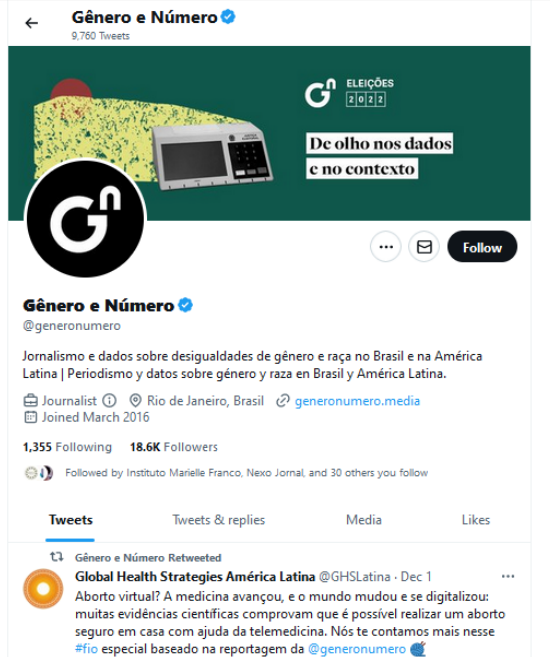 Gênero e Número
9,760 Tweets
Gn ELEIÇÕES
2022
De olho nos dados
e no contexto
Gn
Follow
Gênero e Número
@generonumero
Jornalismo e dados sobre desigualdades de gênero e raça no Brasil e na América
Latina | Periodismo y datos sobre género y raza en Brasil y América Latina.
Journalist Rio de Janeiro, Brasil generonumero.media
Joined March 2016
1,355 Following 18.6K Followers
Followed by Instituto Marielle Franco, Nexo Jornal, and 30 others you follow
Tweets Tweets & replies Media Likes
Gênero e Número Retweeted
Global Health Strategies América Latina @GHSLatina · Dec 1
Aborto virtual? A medicina avançou, e o mundo mudou e se digitalizou:
muitas evidências científicas comprovam que é possível realizar um aborto
seguro em casa com ajuda da telemedicina. Nós te contamos mais nesse
#fio especial baseado na reportagem da @generonumero